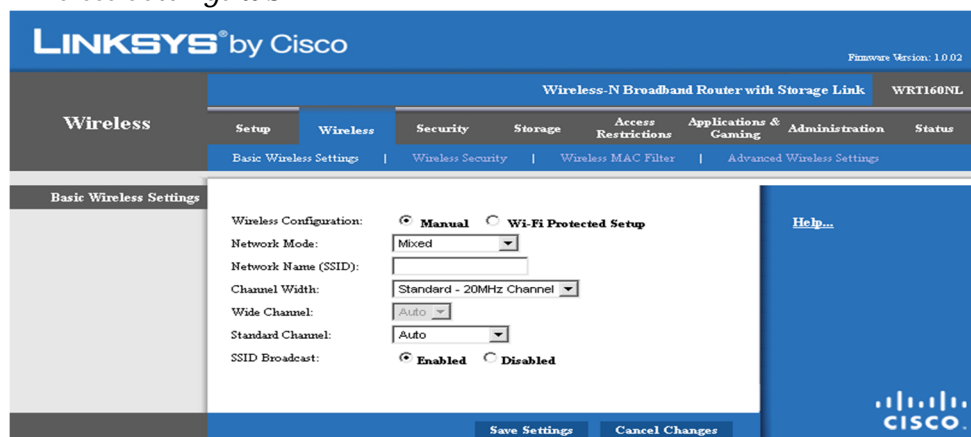 LINKSYS® by Cisco
Firmware Version: 1.0.02
Wireless-N Broadband Router with Storage Link WRT160NL
Wireless
Setup Wireless Security Storage Access Restrictions Applications & Gaming Administration Status
Basic Wireless Settings | Wireless Security | Wireless MAC Filter | Advanced Wireless Settings
Basic Wireless Settings
Wireless Configuration: Manual Wi-Fi Protected Setup
Help...
Network Mode: Mixed
Network Name (SSID):
Channel Width: Standard - 20MHz Channel
Wide Channel: Auto
Standard Channel: Auto
SSID Broadcast: Enabled Disabled
CISCO.
Save Settings Cancel Changes